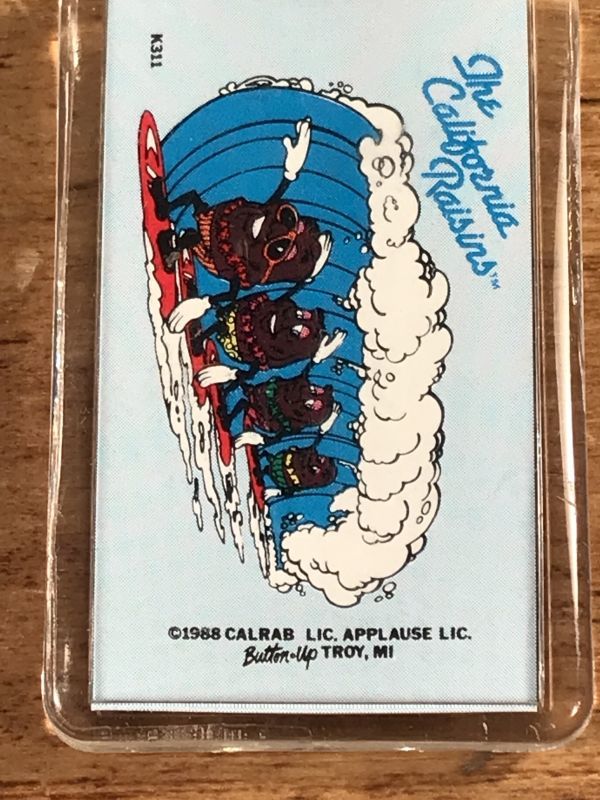 K311
The
California
Raisins™
©1988 CALRAB LIC. APPLAUSE LIC.
Button-Up TROY, MI